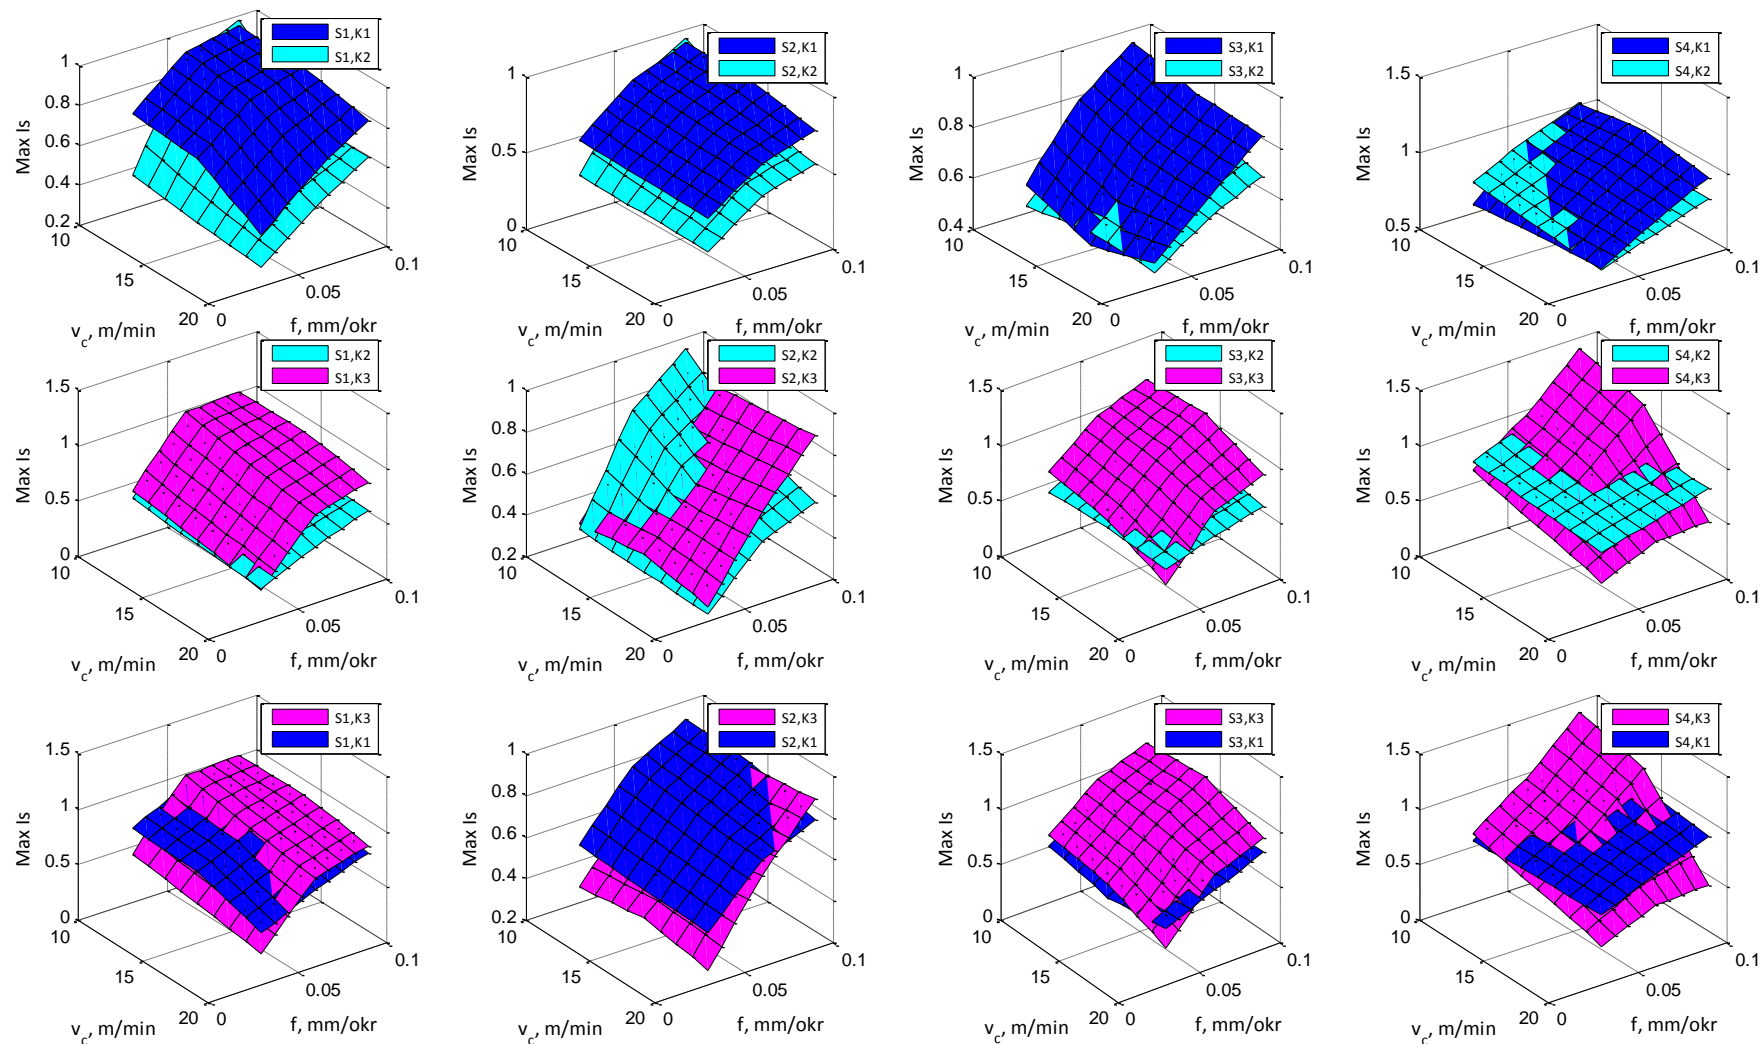 S1,K1
S1,K2
Max Is
1
0.8
0.6
0.4
0.2
10
15
20
0
0.05
0.1
v_c, m/min
f, mm/okr
S2,K1
S2,K2
Max Is
1
0.5
0
10
15
20
0
0.05
0.1
v_c, m/min
f, mm/okr
S3,K1
S3,K2
Max Is
1
0.8
0.6
0.4
10
15
20
0
0.05
0.1
v_c, m/min
f, mm/okr
S4,K1
S4,K2
Max Is
1.5
1
0.5
10
15
20
0
0.05
0.1
v_c, m/min
f, mm/okr
S1,K2
S1,K3
Max Is
1.5
1
0.5
0
10
15
20
0
0.05
0.1
v_c, m/min
f, mm/okr
S2,K2
S2,K3
Max Is
1
0.8
0.6
0.4
0.2
10
15
20
0
0.05
0.1
v_c, m/min
f, mm/okr
S3,K2
S3,K3
Max Is
1.5
1
0.5
0
10
15
20
0
0.05
0.1
v_c, m/min
f, mm/okr
S4,K2
S4,K3
Max Is
1.5
1
0.5
0
10
15
20
0
0.05
0.1
v_c, m/min
f, mm/okr
S1,K3
S1,K1
Max Is
1.5
1
0.5
0
10
15
20
0
0.05
0.1
v_c, m/min
f, mm/okr
S2,K3
S2,K1
Max Is
1
0.8
0.6
0.4
0.2
10
15
20
0
0.05
0.1
v_c, m/min
f, mm/okr
S3,K3
S3,K1
Max Is
1.5
1
0.5
0
10
15
20
0
0.05
0.1
v_c, m/min
f, mm/okr
S4,K3
S4,K1
Max Is
1.5
1
0.5
0
10
15
20
0
0.05
0.1
v_c, m/min
f, mm/okr